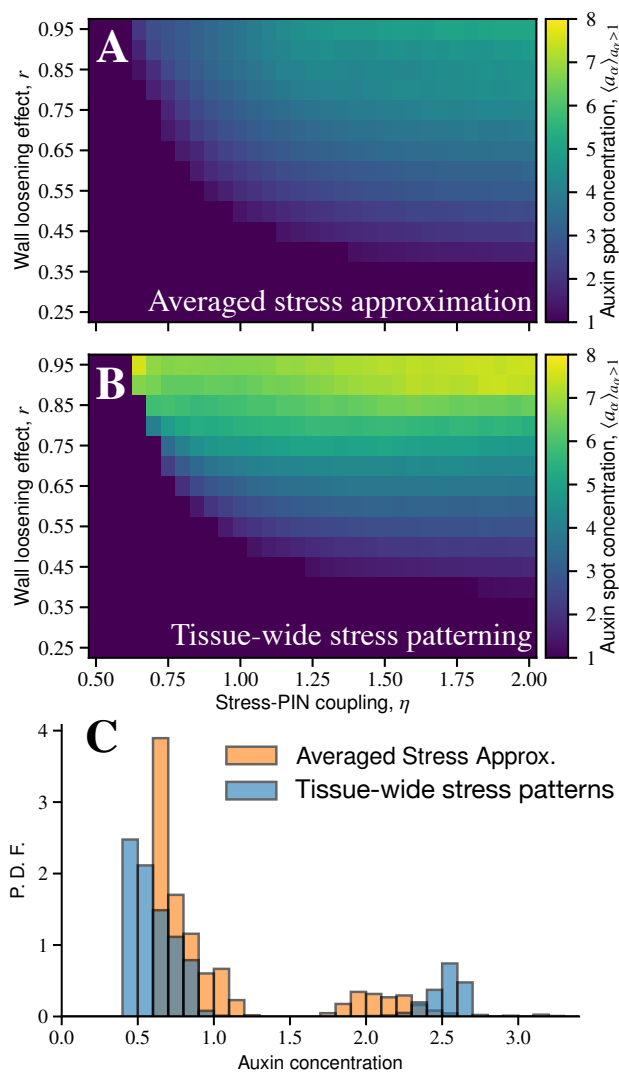 A
Wall loosening effect, r
0.95
0.85
0.75
0.65
0.55
0.45
0.35
0.25
Averaged stress approximation
8
7
6
5
4
3
2
1
Auxin spot concentration, ⟨aα⟩aα>1
B
Wall loosening effect, r
0.95
0.85
0.75
0.65
0.55
0.45
0.35
0.25
Tissue-wide stress patterning
8
7
6
5
4
3
2
1
Auxin spot concentration, ⟨aα⟩aα>1
0.50 0.75 1.00 1.25 1.50 1.75 2.00
Stress-PIN coupling, η
C
Averaged Stress Approx.
Tissue-wide stress patterns
P. D. F.
4
3
2
1
0
0.0 0.5 1.0 1.5 2.0 2.5 3.0
Auxin concentration